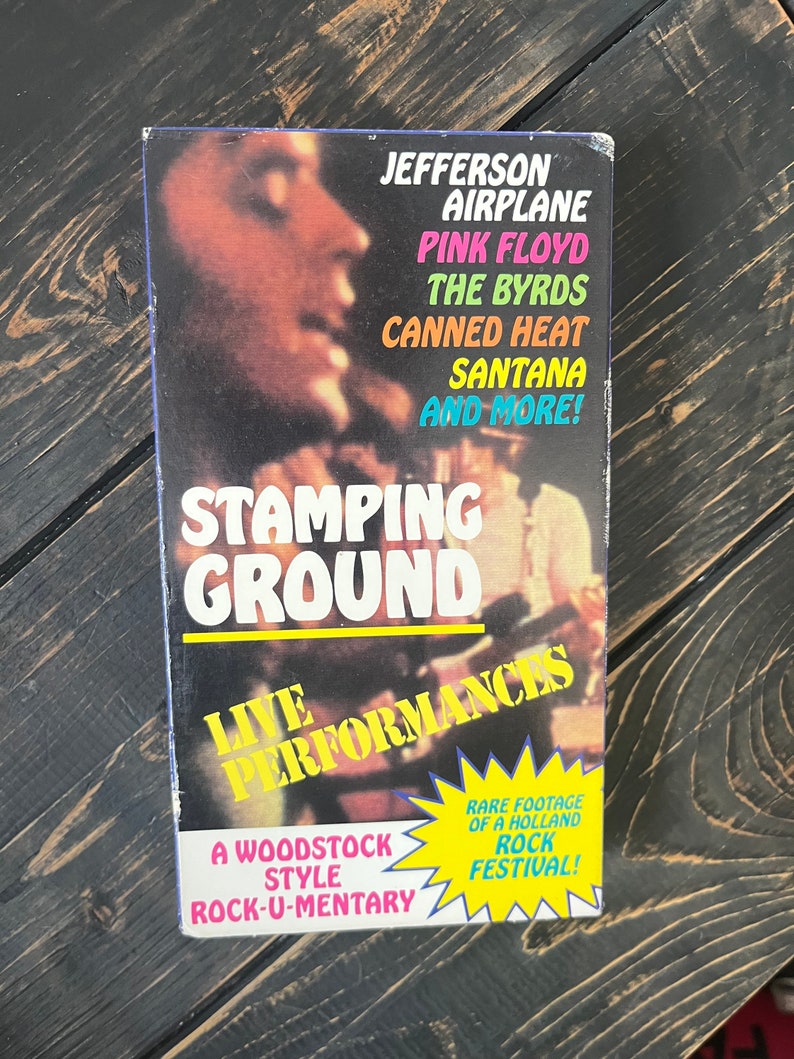 JEFFERSON
AIRPLANE
PINK FLOYD
THE BYRDS
CANNED HEAT
SANTANA
AND MORE!
STAMPING
GROUND
LIVE
PERFORMANCES
RARE FOOTAGE
OF A HOLLAND
ROCK
FESTIVAL!
A WOODSTOCK
STYLE
ROCK-U-MENTARY